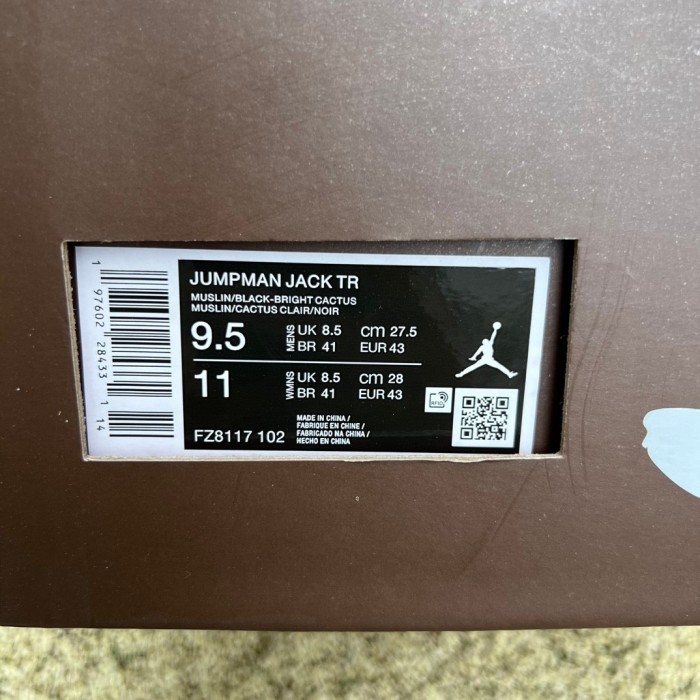 JUMPMAN JACK TR
MUSLIN/BLACK-BRIGHT CACTUS
MUSLIN/CACTUS CLAIR/NOIR
9.5 MENS UK 8.5 cm 27.5
BR 41 EUR 43
11 WMNS UK 8.5 cm 28
BR 41 EUR 43
MADE IN CHINA /
FABRIQUE EN CHINE /
FABRICADO NA CHINA /
HECHO EN CHINA
FZ8117 102
RFID
1 97602 28433 1 14